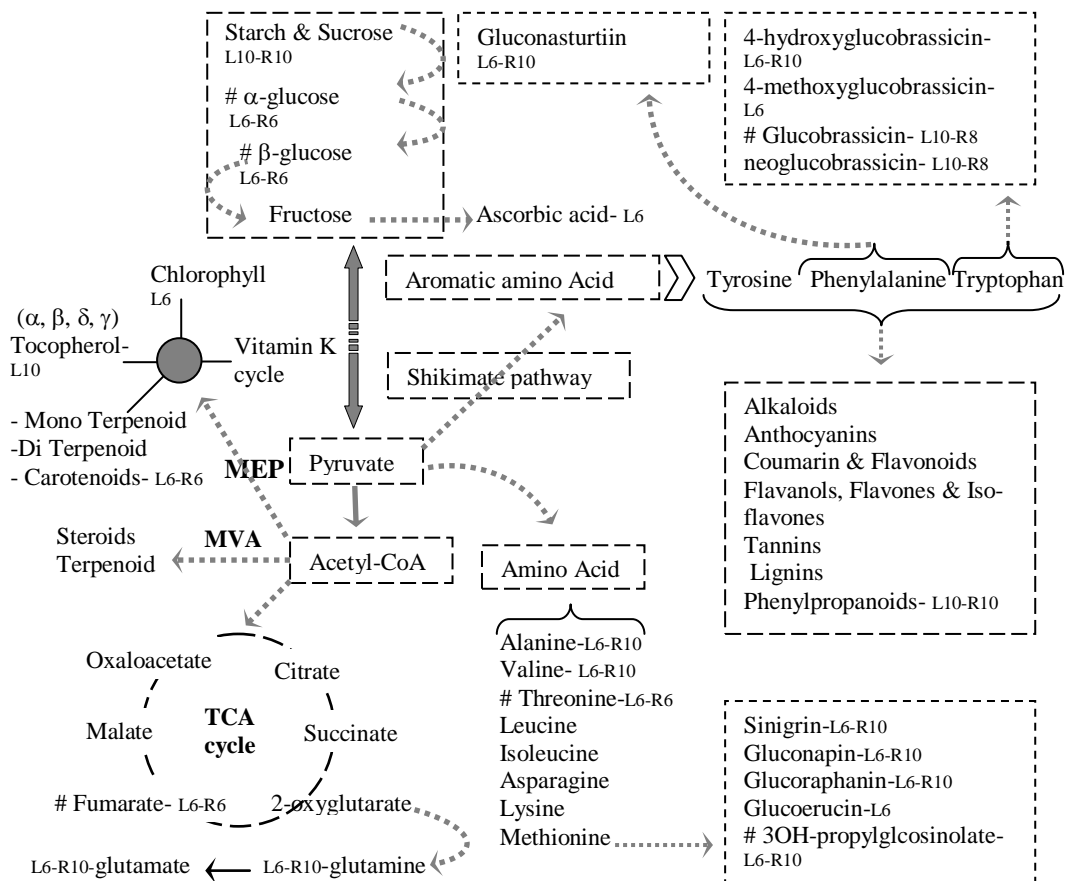 Starch & Sucrose
L10-R10
# α-glucose
L6-R6
# β-glucose
L6-R6
Fructose
Gluconasturtiin
L6-R10
4-hydroxyglucobrassicin-
L6-R10
4-methoxyglucobrassicin-
L6
# Glucobrassicin- L10-R8
neoglucobrassicin- L10-R8
Ascorbic acid- L6
Aromatic amino Acid
Tyrosine
Phenylalanine
Tryptophan
Chlorophyll
L6
(α, β, δ, γ)
Tocopherol-
L10
Vitamin K
cycle
- Mono Terpenoid
-Di Terpenoid
- Carotenoids- L6-R6
Shikimate pathway
MEP
Pyruvate
Alkaloids
Anthocyanins
Coumarin & Flavonoids
Flavanols, Flavones & Iso-
flavones
Tannins
Lignins
Phenylpropanoids- L10-R10
Steroids
Terpenoid
MVA
Acetyl-CoA
Amino Acid
Alanine-L6-R10
Valine- L6-R10
# Threonine-L6-R6
Leucine
Isoleucine
Asparagine
Lysine
Methionine
Oxaloacetate
Citrate
Malate
TCA
cycle
Succinate
# Fumarate- L6-R6
2-oxyglutarate
L6-R10-glutamate
L6-R10-glutamine
Sinigrin-L6-R10
Gluconapin-L6-R10
Glucoraphanin-L6-R10
Glucoerucin-L6
# 3OH-propylglcosinolate-
L6-R10